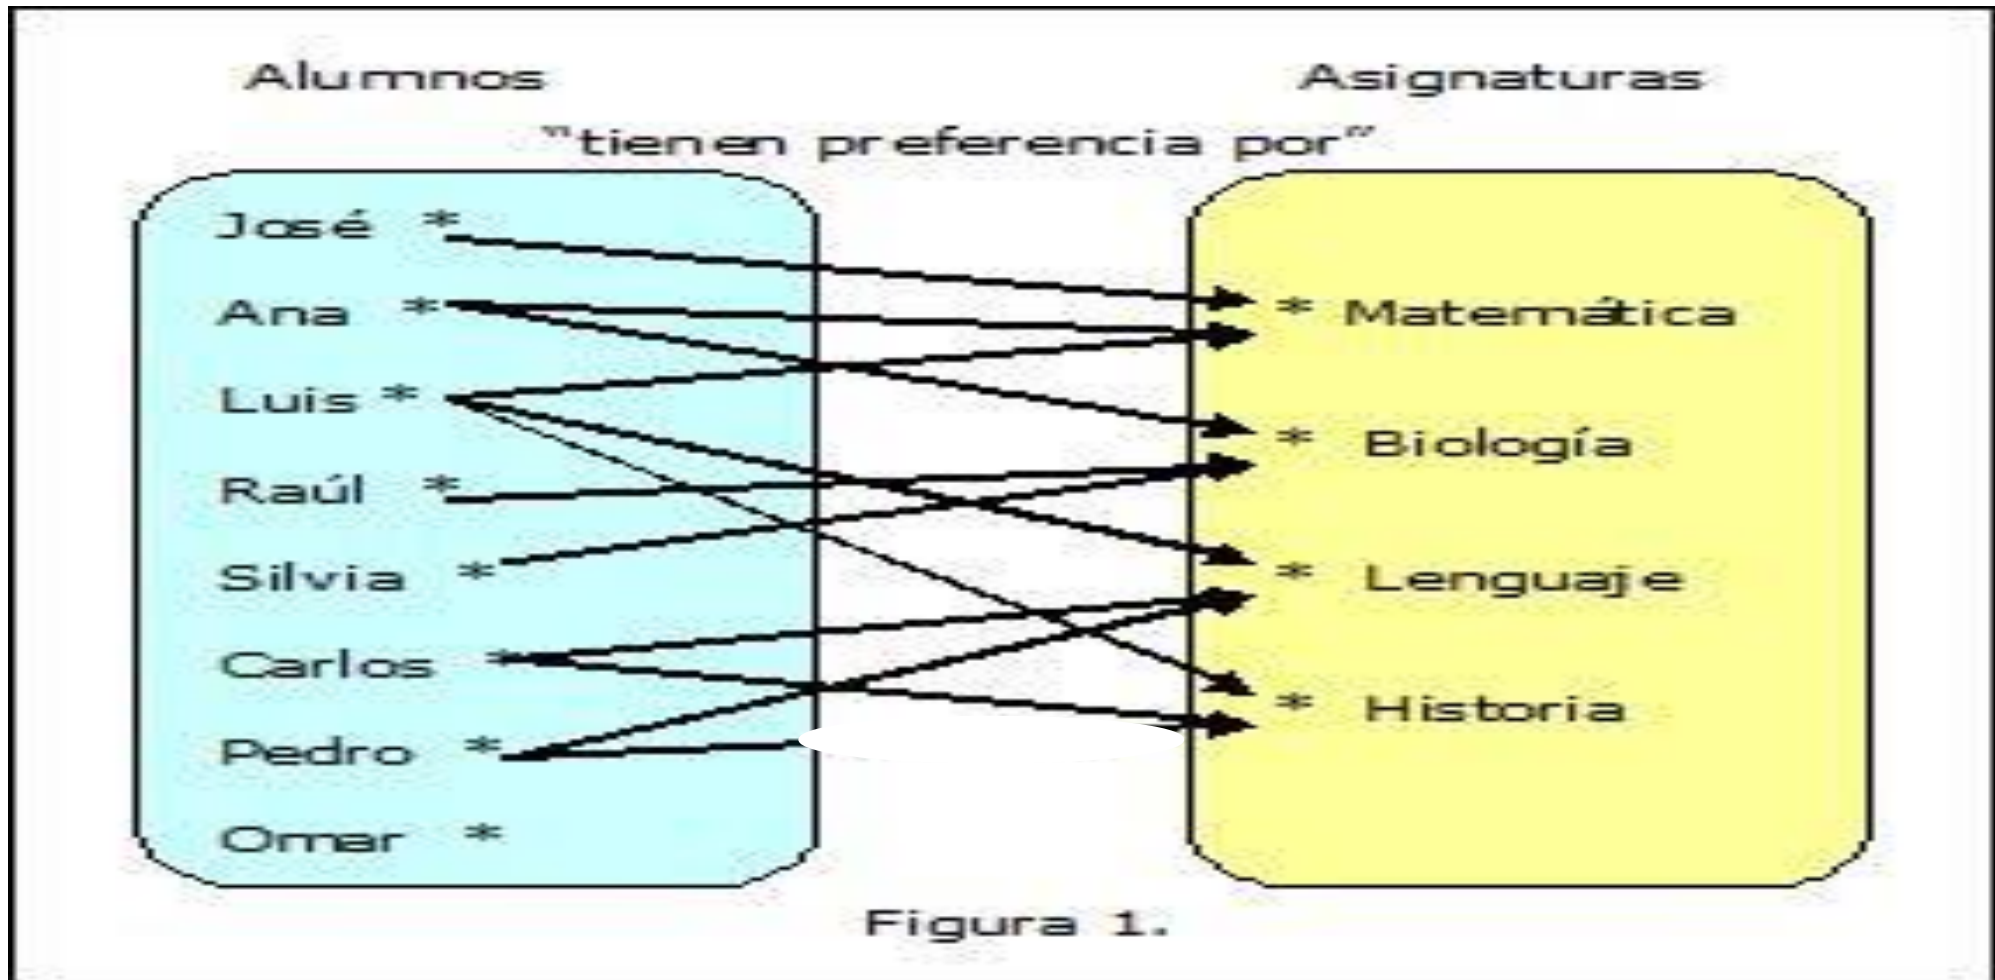 Alumnos
Asignaturas
“tienen preferencia por”
José *
Ana *
Luis *
Raúl *
Silvia *
Carlos *
Pedro *
Omar *
* Matemática
* Biología
* Lenguaje
* Historia
Figura 1.